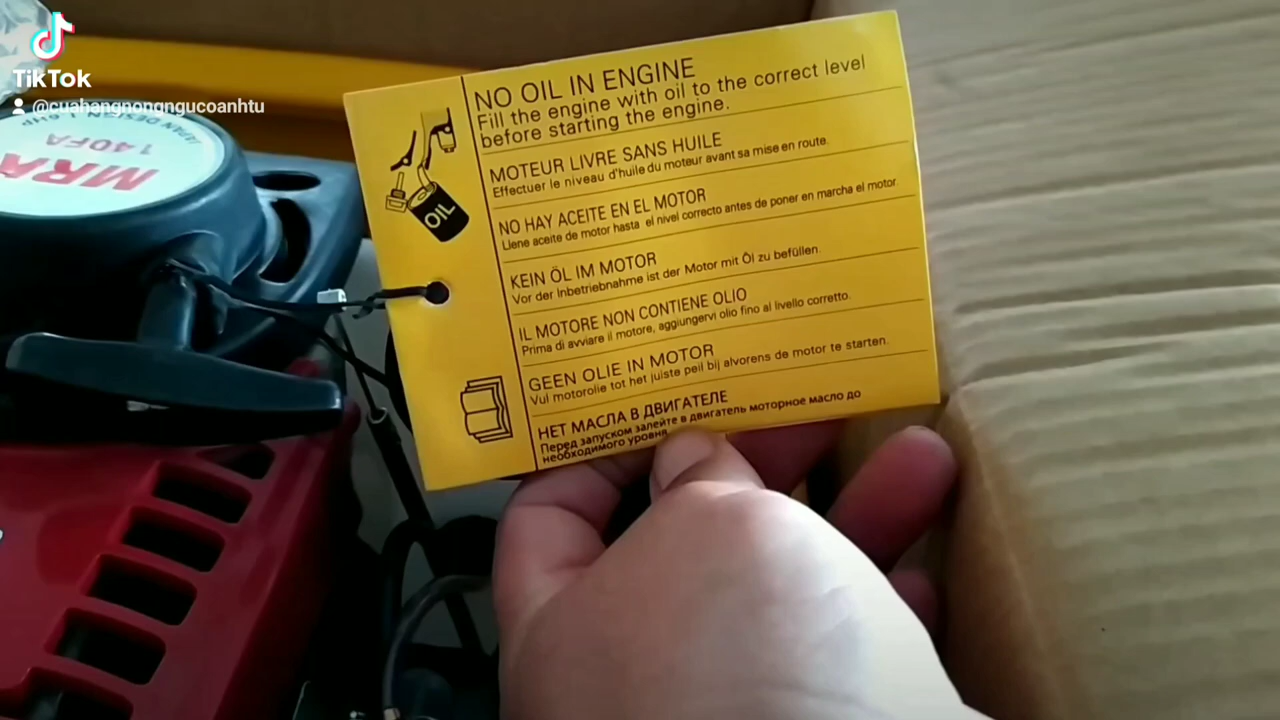 TikTok
@cuahangnongngucoanhtu
JAPAN DESIGN 1.6HP
140FA
MRA
OIL
NO OIL IN ENGINE
Fill the engine with oil to the correct level
before starting the engine.
MOTEUR LIVRE SANS HUILE
Effectuer le niveau d'huile du moteur avant sa mise en route.
NO HAY ACEITE EN EL MOTOR
Llene aceite de motor hasta el nivel correcto antes de poner en marcha el motor.
KEIN ÖL IM MOTOR
Vor der Inbetriebnahme ist der Motor mit Öl zu befüllen.
IL MOTORE NON CONTIENE OLIO
Prima di avviare il motore, aggiungervi olio fino al livello corretto.
GEEN OLIE IN MOTOR
Vul motorolie tot het juiste peil bij alvorens de motor te starten.
НЕТ МАСЛА В ДВИГАТЕЛЕ
Перед запуском залейте в двигатель моторное масло до
необходимого уровня.